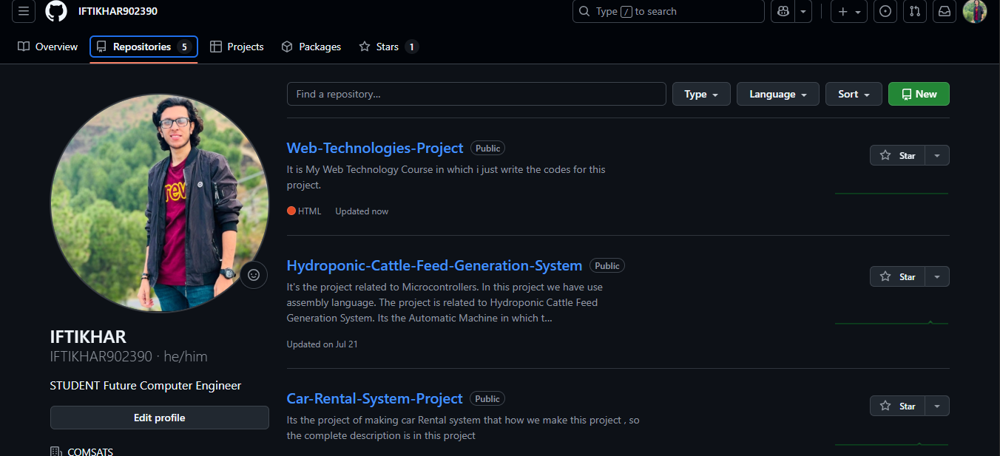 IFTIKHAR902390
Type / to search
Overview
Repositories 5
Projects
Packages
Stars 1
Find a repository...
Type
Language
Sort
New
Web-Technologies-Project Public
Star
It is My Web Technology Course in which i just write the codes for this
project.
HTML Updated now
Hydroponic-Cattle-Feed-Generation-System Public
Star
It's the project related to Microcontrollers. In this project we have use
assembly language. The project is related to Hydroponic Cattle Feed
Generation System. Its the Automatic Machine in which t...
Updated on Jul 21
Car-Rental-System-Project Public
Star
Its the project of making car Rental system that how we make this project , so
the complete description is in this project
IFTIKHAR
IFTIKHAR902390 · he/him
STUDENT Future Computer Engineer
Edit profile
COMSATS